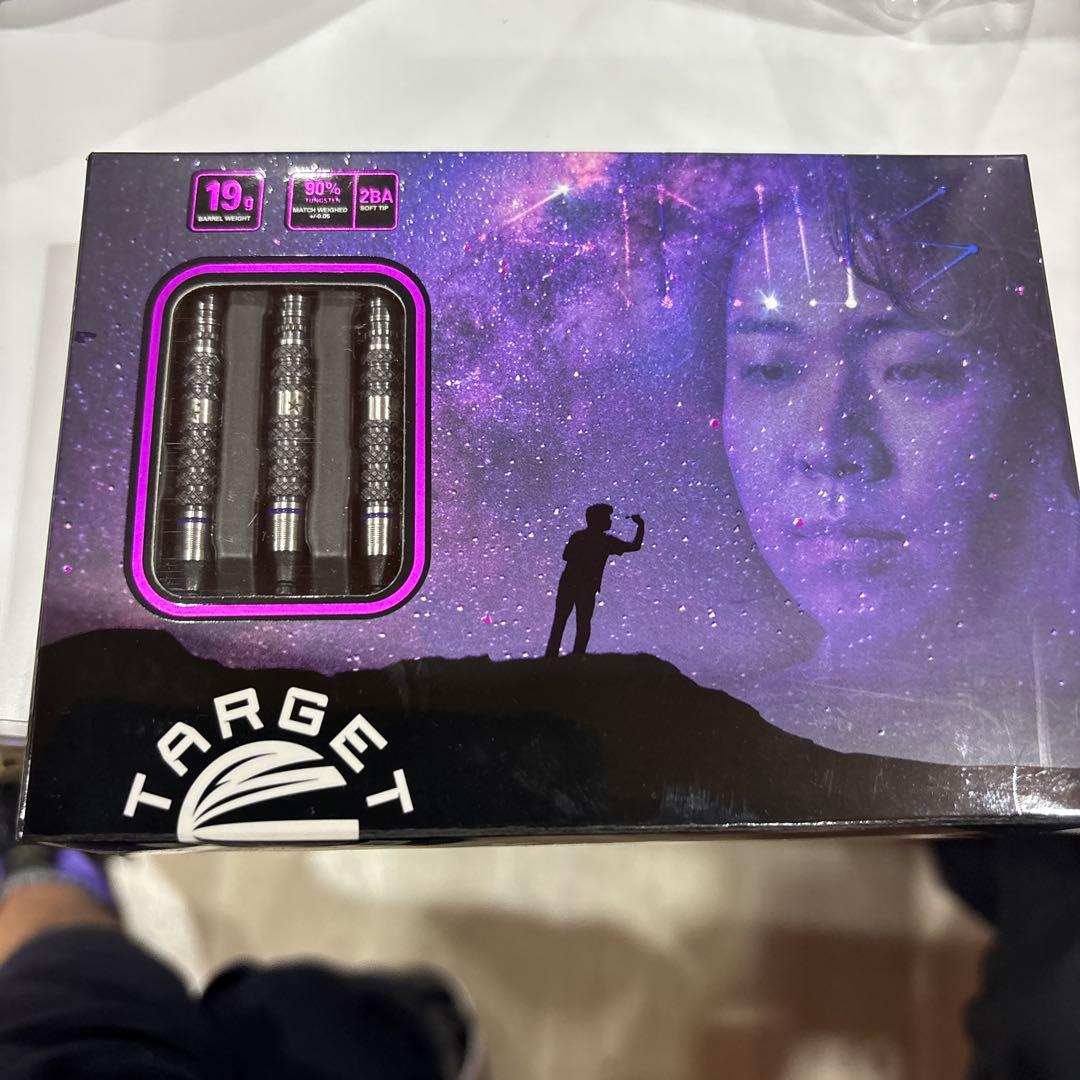 19g
BARREL WEIGHT
90%
TUNGSTEN
MATCH WEIGHED
+/-0.05
2BA
SOFT TIP
TARGET